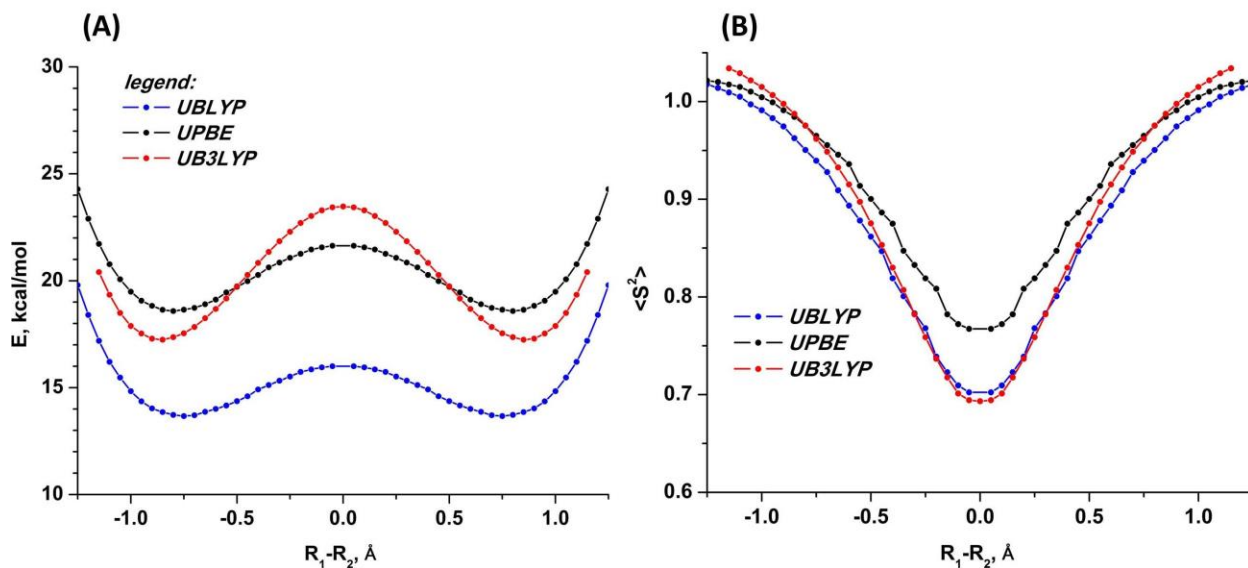 (A)
30
25
20
15
10
E, kcal/mol
legend:
UBLYP
UPBE
UB3LYP
-1.0
-0.5
0.0
0.5
1.0
R₁-R₂, Å
(B)
1.0
0.9
0.8
0.7
0.6
<S²>
UBLYP
UPBE
UB3LYP
-1.0
-0.5
0.0
0.5
1.0
R₁-R₂, Å